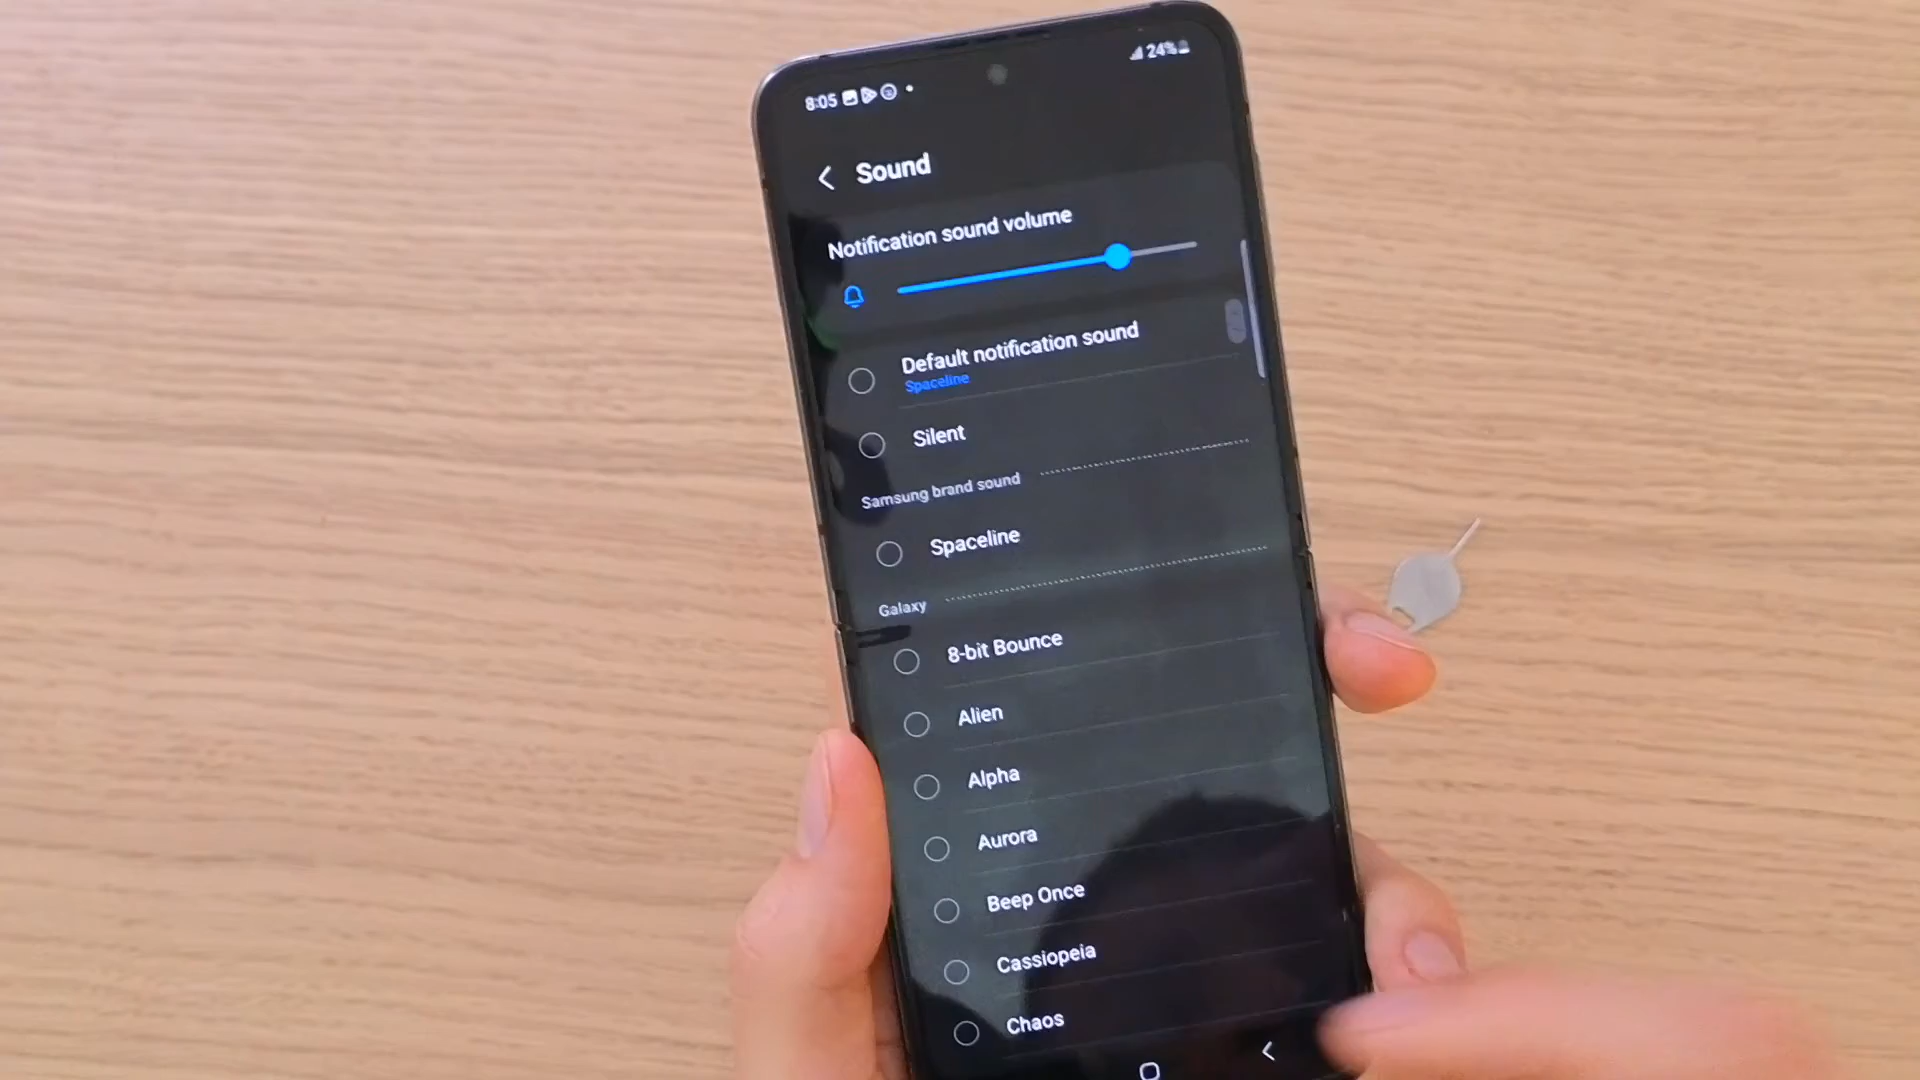 8:05
24%
Sound
Notification sound volume
Default notification sound
Spaceline
Silent
Samsung brand sound
Spaceline
Galaxy
8-bit Bounce
Alien
Alpha
Aurora
Beep Once
Cassiopeia
Chaos